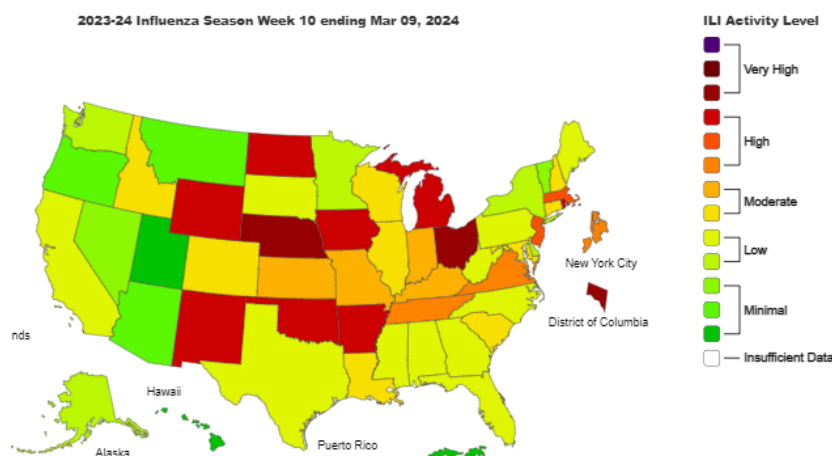 2023-24 Influenza Season Week 10 ending Mar 09, 2024
ILI Activity Level
Very High
High
Moderate
Low
New York City
Minimal
District of Columbia
nds
Insufficient Data
Hawaii
Puerto Rico
Alaska